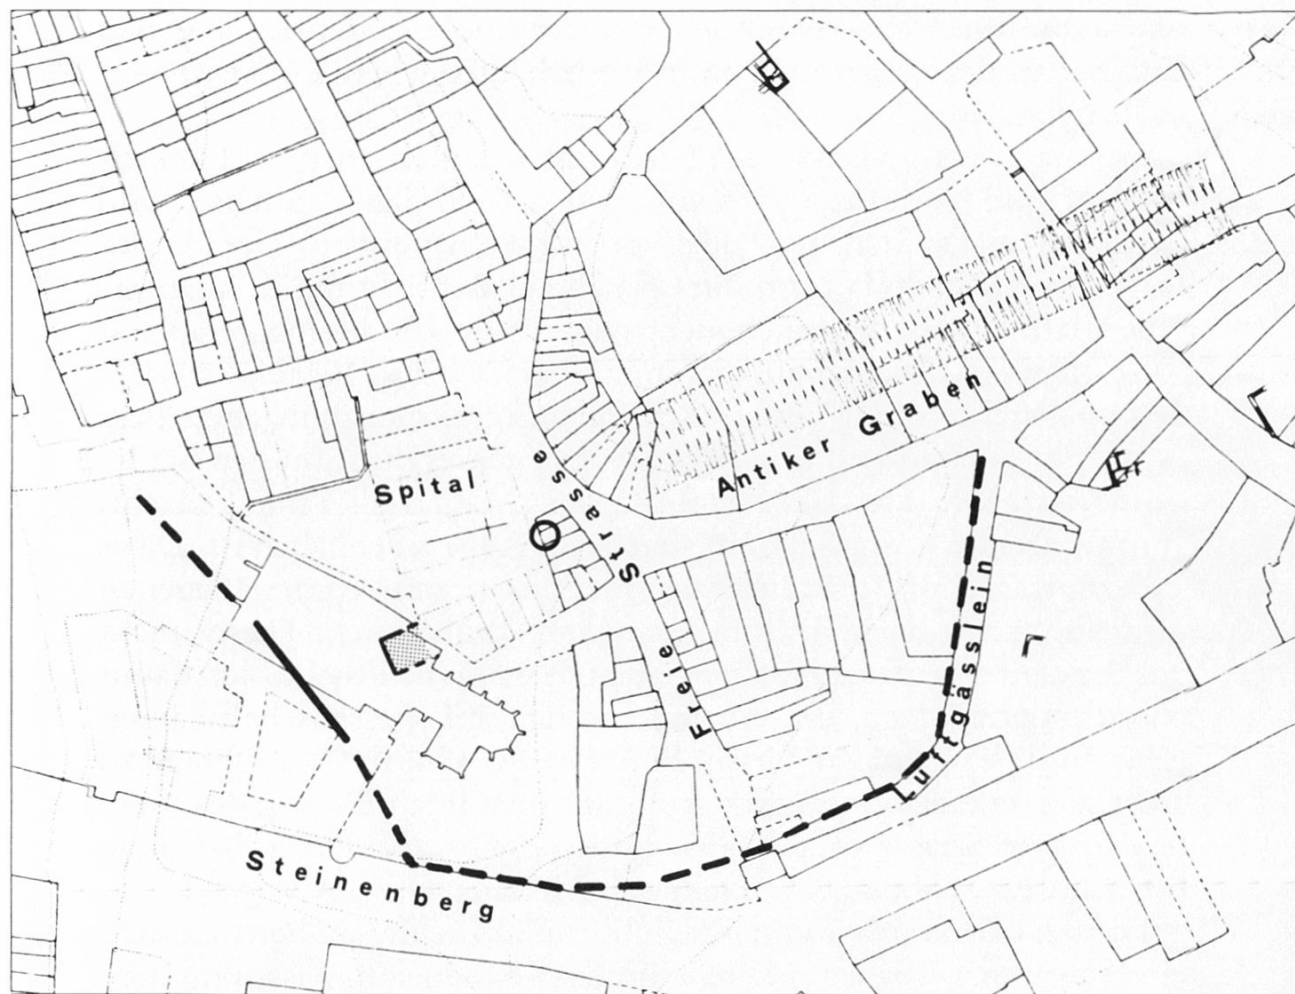 Antiker Graben
Spital
Freie Strasse
Luftgässlein
Steinenberg